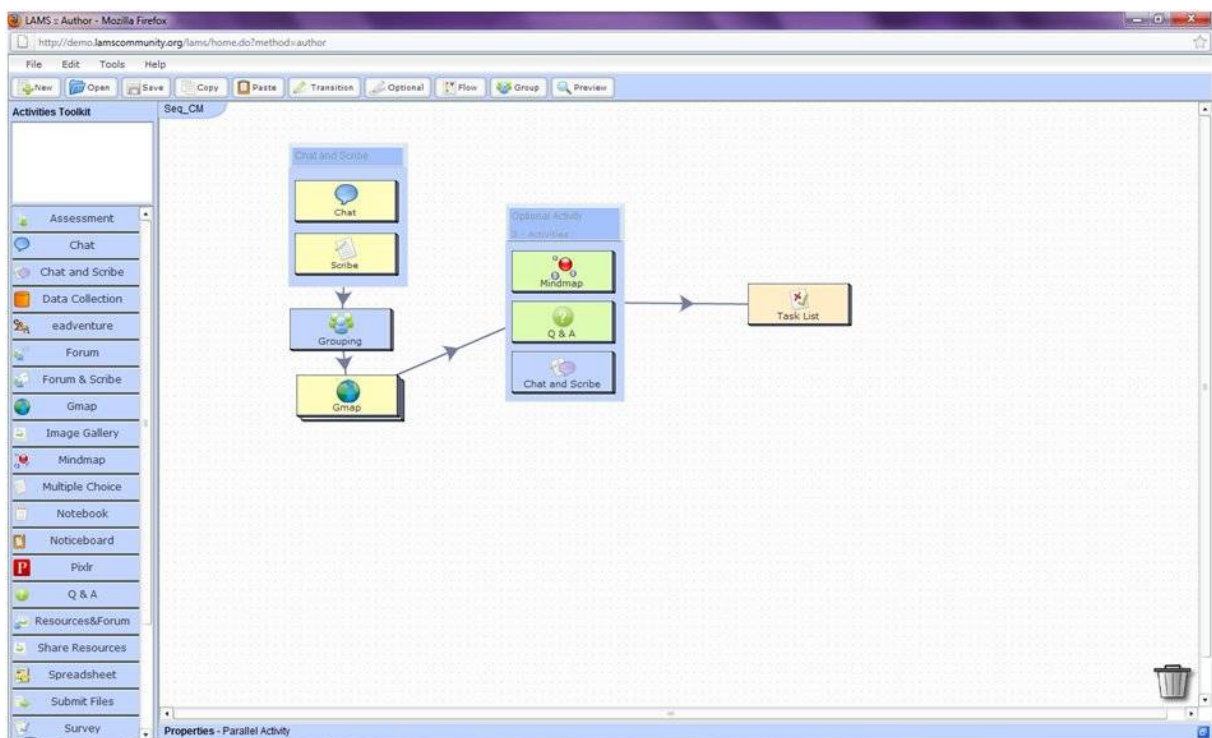 LAMS :: Author - Mozilla Firefox
http://demo.lamscommunity.org/lams/home.do?method=author
File Edit Tools Help
New Open Save Copy Paste Transition Optional Flow Group Preview
Activities Toolkit
Seq_CM
Assessment
Chat
Chat and Scribe
Data Collection
eadventure
Forum
Forum & Scribe
Gmap
Image Gallery
Mindmap
Multiple Choice
Notebook
Noticeboard
Pixlr
Q & A
Resources&Forum
Share Resources
Spreadsheet
Submit Files
Survey
Chat and Scribe
Chat
Scribe
Grouping
Gmap
Optional Activity
3 - Activities
Mindmap
Q & A
Chat and Scribe
Task List
Properties - Parallel Activity